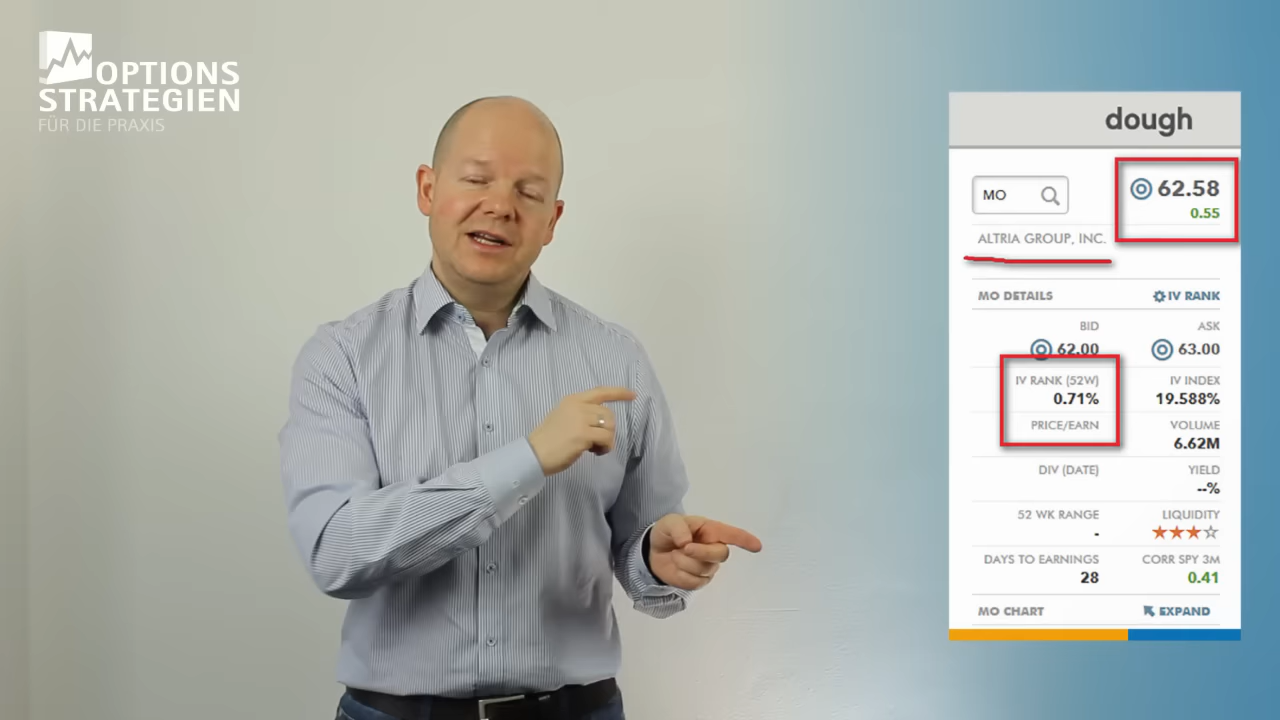 OPTIONS
STRATEGIEN
FÜR DIE PRAXIS
dough
MO
62.58
0.55
ALTRIA GROUP, INC.
MO DETAILS
IV RANK
BID
ASK
62.00
63.00
IV RANK (52W)
IV INDEX
0.71%
19.588%
PRICE/EARN
VOLUME
6.62M
DIV (DATE)
YIELD
--%
52 WK RANGE
LIQUIDITY
-
DAYS TO EARNINGS
CORR SPY 3M
28
0.41
MO CHART
EXPAND